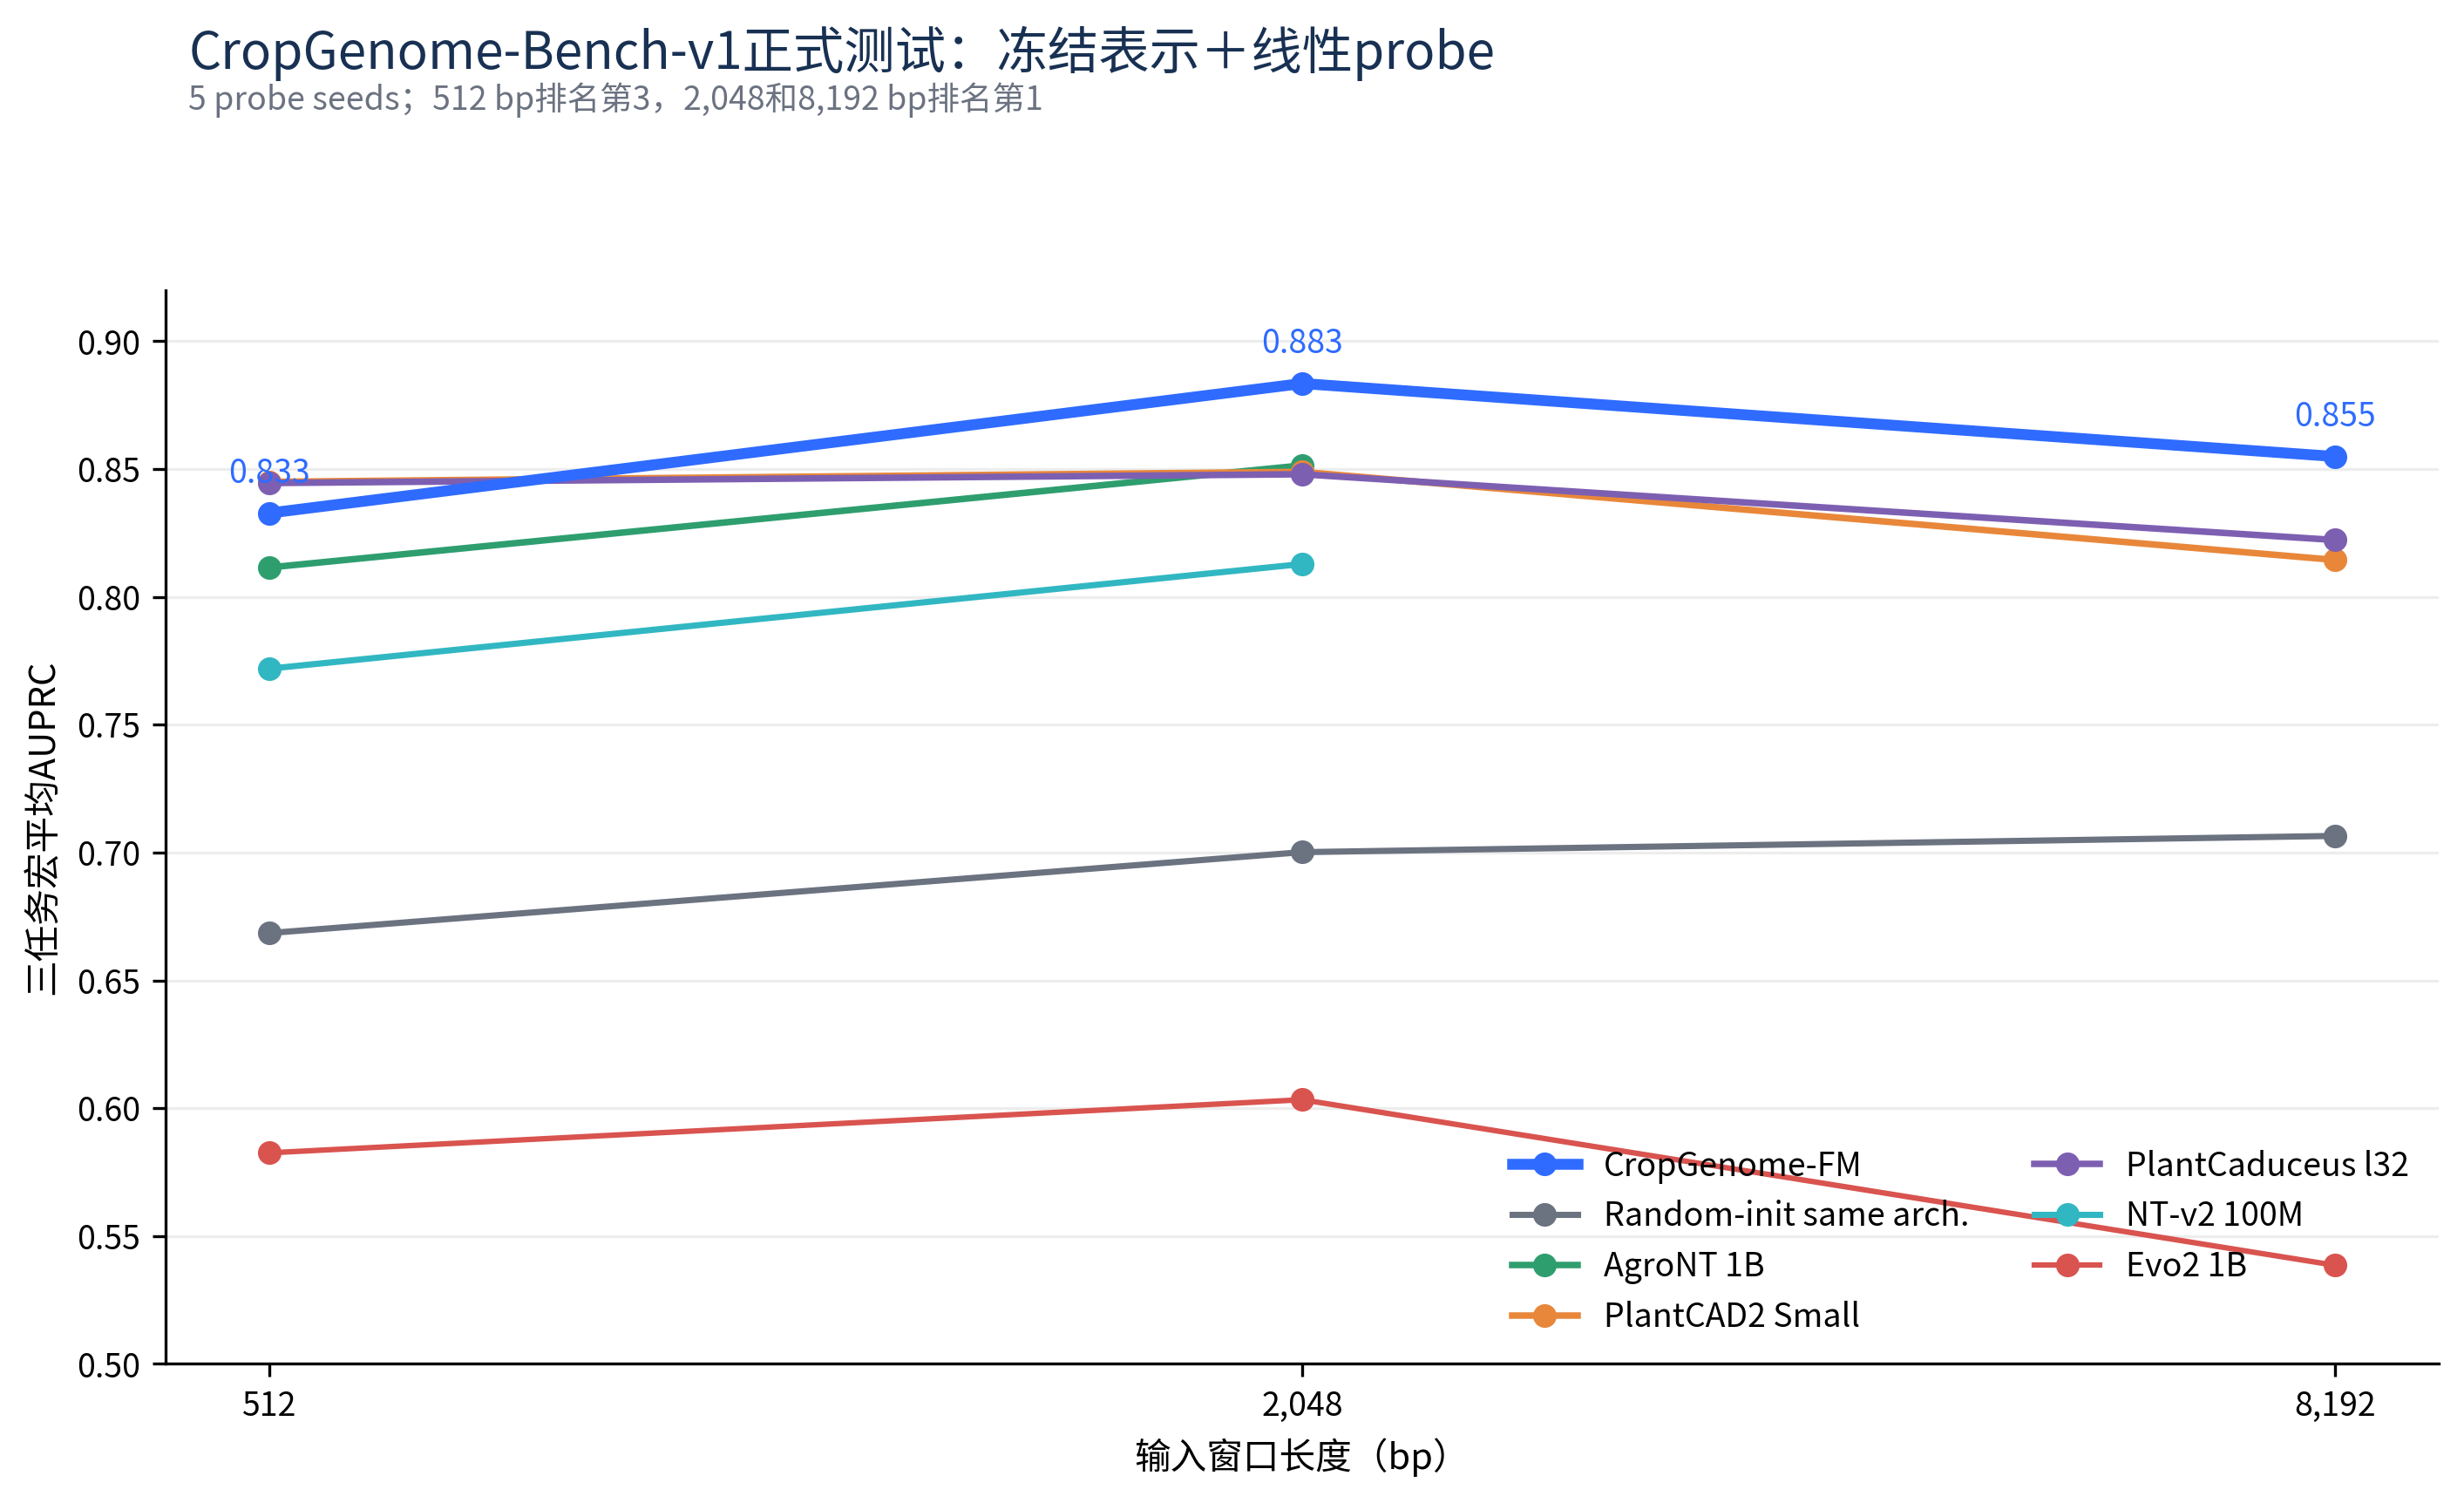 CropGenome-Bench-v1正式测试：冻结表示＋线性probe
5 probe seeds；512 bp排名第3，2,048和8,192 bp排名第1
三任务宏平均AUPRC
0.90
0.85
0.80
0.75
0.70
0.65
0.60
0.55
0.50
0.833
0.883
0.855
CropGenome-FM
Random-init same arch.
AgroNT 1B
PlantCAD2 Small
PlantCaduceus l32
NT-v2 100M
Evo2 1B
512
2,048
8,192
输入窗口长度（bp）